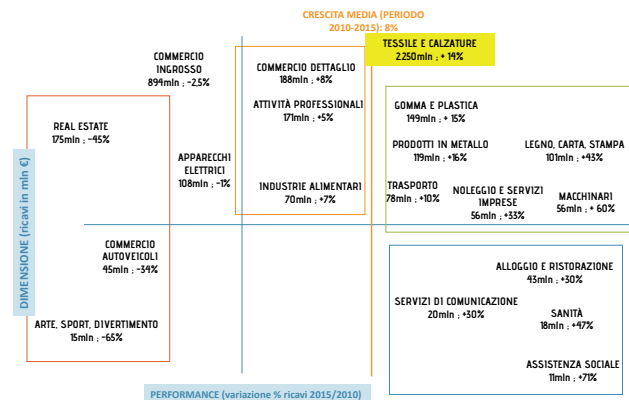 CRESCITA MEDIA (PERIODO
2010-2015): 8%
TESSILE E CALZATURE
2.250mln ; + 14%
COMMERCIO
INGROSSO
894mln ; -2,5%
COMMERCIO DETTAGLIO
188mln ; +8%
ATTIVITÀ PROFESSIONALI
171mln ; +5%
GOMMA E PLASTICA
149mln ; + 15%
REAL ESTATE
175mln ; -45%
PRODOTTI IN METALLO
119mln ; +16%
LEGNO, CARTA, STAMPA
101mln ; +43%
APPARECCHI
ELETTRICI
108mln ; -1%
INDUSTRIE ALIMENTARI
70mln ; +7%
TRASPORTO
78mln ; +10%
NOLEGGIO E SERVIZI
IMPRESE
56mln ; +33%
MACCHINARI
56mln ; + 60%
DIMENSIONE (ricavi in mln €)
COMMERCIO
AUTOVEICOLI
45mln ; -34%
ALLOGGIO E RISTORAZIONE
43mln ; +30%
SERVIZI DI COMUNICAZIONE
20mln ; +30%
SANITÀ
18mln ; +47%
ARTE, SPORT, DIVERTIMENTO
15mln ; -65%
ASSISTENZA SOCIALE
11mln ; +71%
PERFORMANCE (variazione % ricavi 2015/2010)